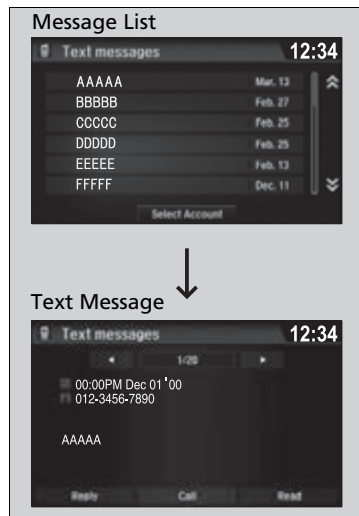 Message List
Text messages 12:34
AAAAA Mar. 13
BBBBB Feb. 27
CCCCC Feb. 25
DDDDD Feb. 25
EEEEE Feb. 13
FFFFF Dec. 11
Select Account
Text Message
Text messages 12:34
1/20
00:00PM Dec 01 '00
012-3456-7890
AAAAA
Reply Call Read